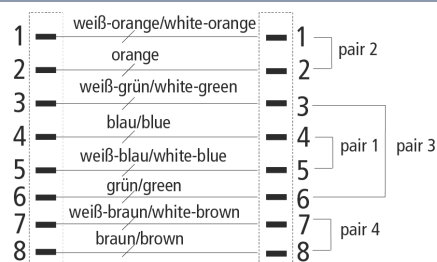 weiß-orange/white-orange
1 1
orange
pair 2
2 2
weiß-grün/white-green
3 3
blau/blue
4 4
pair 1 pair 3
weiß-blau/white-blue
5 5
grün/green
6 6
weiß-braun/white-brown
7 7
pair 4
braun/brown
8 8